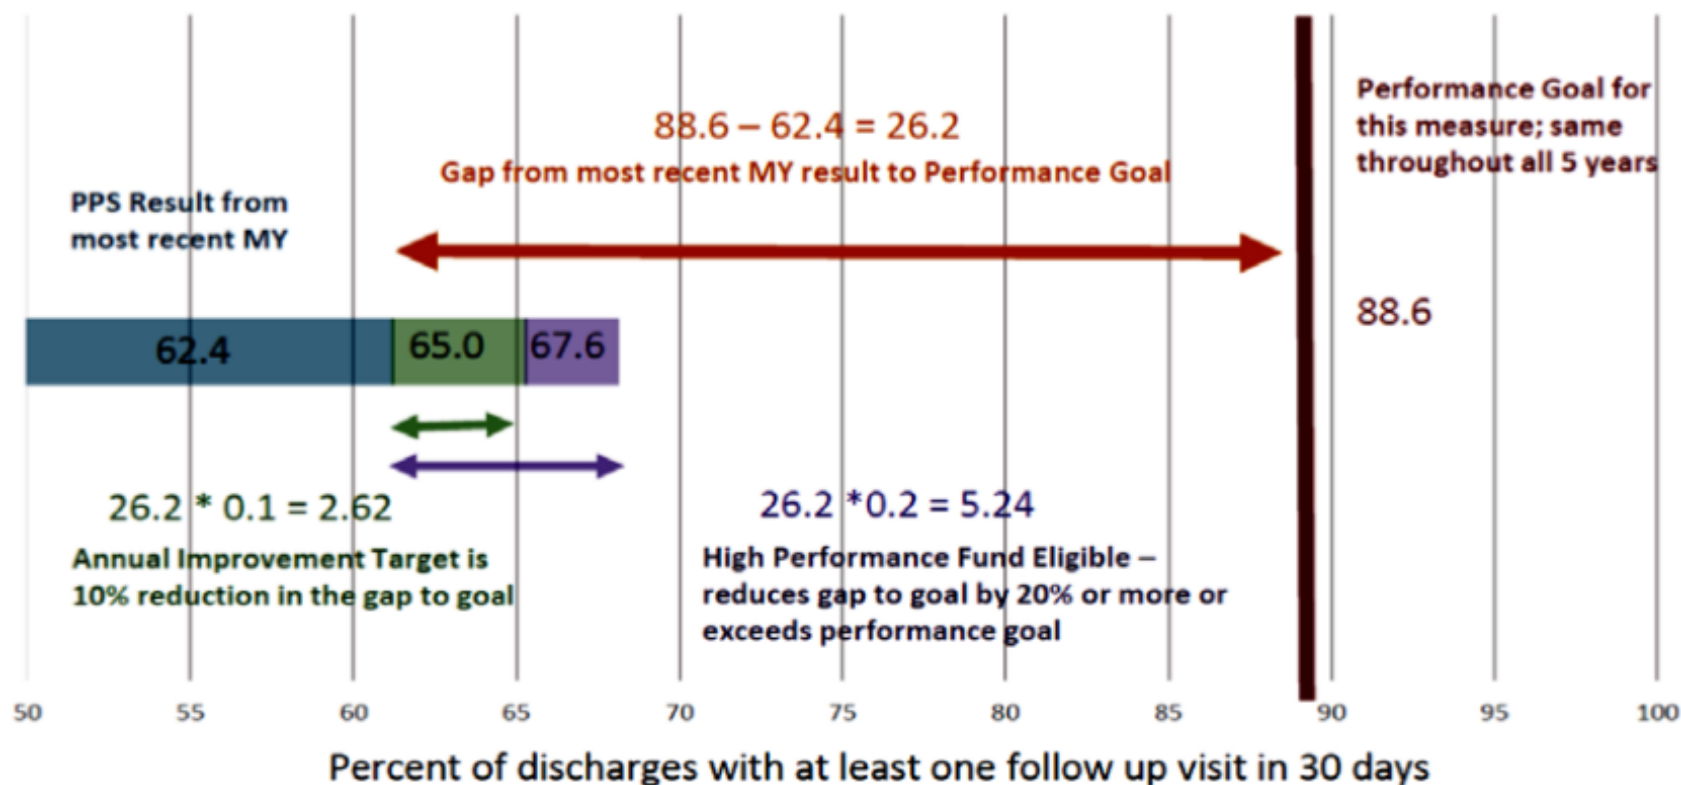 88.6 – 62.4 = 26.2
Gap from most recent MY result to Performance Goal
Performance Goal for
this measure; same
throughout all 5 years
PPS Result from
most recent MY
88.6
62.4
65.0
67.6
26.2 * 0.1 = 2.62
Annual Improvement Target is
10% reduction in the gap to goal
26.2 *0.2 = 5.24
High Performance Fund Eligible –
reduces gap to goal by 20% or more or
exceeds performance goal
50 55 60 65 70 75 80 85 90 95 100
Percent of discharges with at least one follow up visit in 30 days